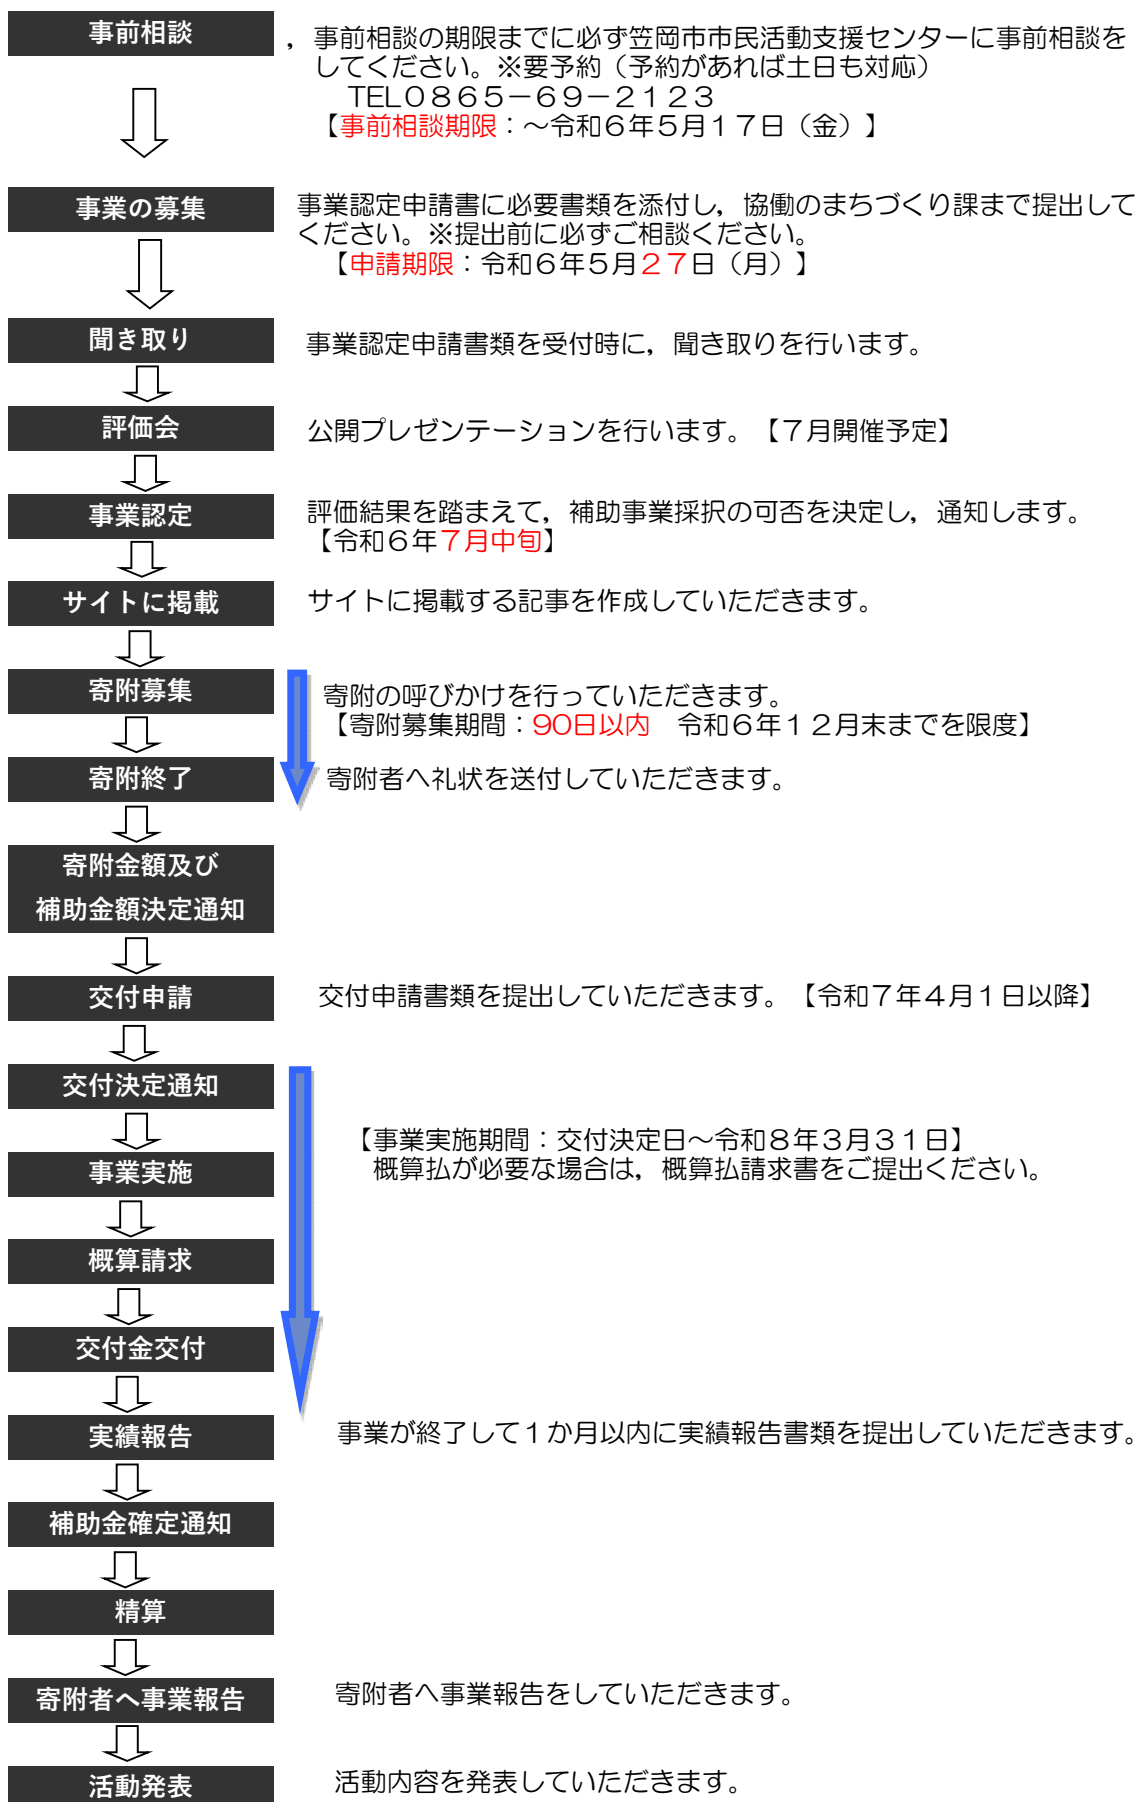 事前相談
，事前相談の期限までに必ず笠岡市市民活動支援センターに事前相談を
してください。※要予約（予約があれば土日も対応）
TEL０８６５－６９－２１２３
【事前相談期限：～令和６年５月１７日（金）】
事業の募集
事業認定申請書に必要書類を添付し，協働のまちづくり課まで提出して
ください。※提出前に必ずご相談ください。
【申請期限：令和６年５月２７日（月）】
聞き取り
事業認定申請書類を受付時に，聞き取りを行います。
評価会
公開プレゼンテーションを行います。【７月開催予定】
事業認定
評価結果を踏まえて，補助事業採択の可否を決定し，通知します。
【令和６年７月中旬】
サイトに掲載
サイトに掲載する記事を作成していただきます。
寄附募集
寄附の呼びかけを行っていただきます。
【寄附募集期間：90日以内　令和６年１２月末までを限度】
寄附終了
寄附者へ礼状を送付していただきます。
寄附金額及び
補助金額決定通知
交付申請
交付申請書類を提出していただきます。【令和７年４月１日以降】
交付決定通知
【事業実施期間：交付決定日～令和８年３月３１日】
概算払が必要な場合は，概算払請求書をご提出ください。
事業実施
概算請求
交付金交付
実績報告
事業が終了して１か月以内に実績報告書類を提出していただきます。
補助金確定通知
精算
寄附者へ事業報告
寄附者へ事業報告をしていただきます。
活動発表
活動内容を発表していただきます。